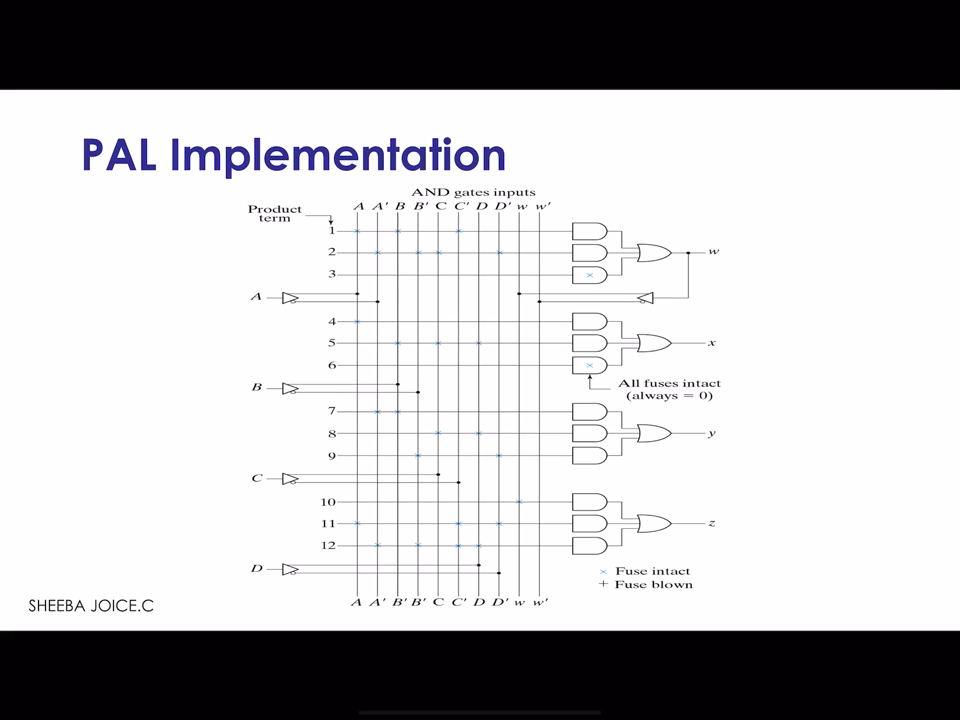 PAL Implementation
AND gates inputs
Product
term
A A' B B' C C' D D' w w'
1
2
w
3
A
4
5
x
6
All fuses intact
(always = 0)
B
7
8
y
9
C
10
11
z
12
D
× Fuse intact
+ Fuse blown
A A' B' B' C C' D D' w w'
SHEEBA JOICE.C